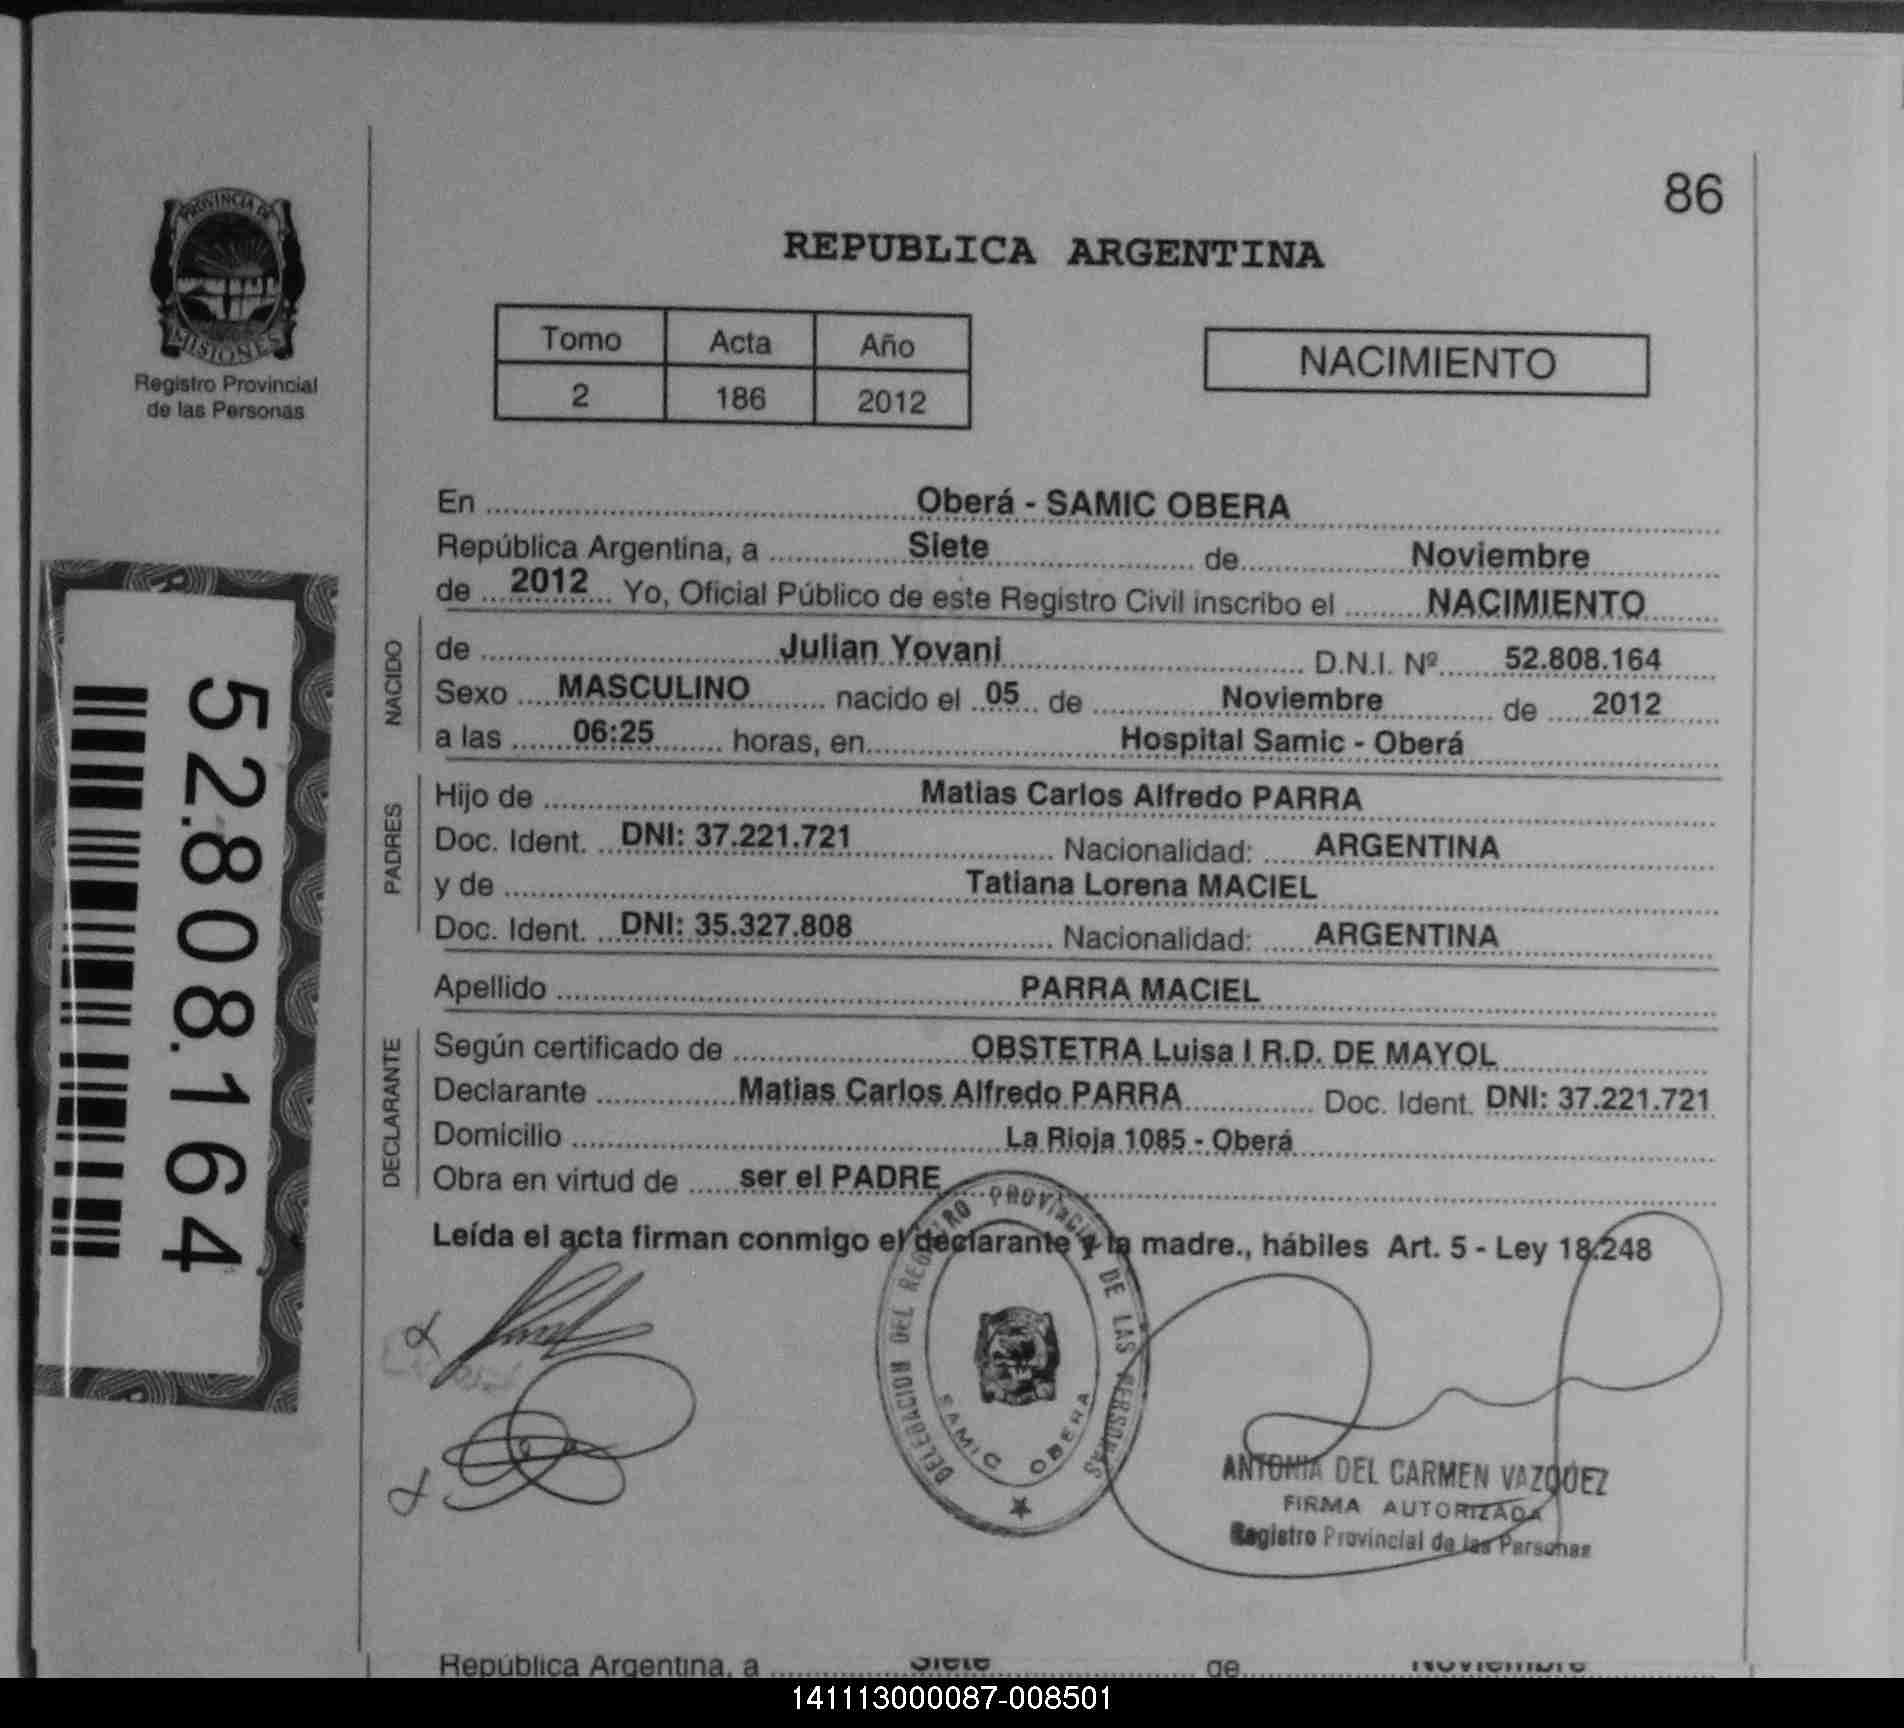 86
PROVINCIA DE
MISIONES
Registro Provincial
de las Personas
REPUBLICA ARGENTINA
Tomo Acta Año
2 186 2012
NACIMIENTO
En Oberá - SAMIC OBERA
República Argentina, a Siete de Noviembre
de 2012 Yo, Oficial Público de este Registro Civil inscribo el NACIMIENTO
NACIDO
de Julian Yovani D.N.I. Nº 52.808.164
Sexo MASCULINO nacido el 05 de Noviembre de 2012
a las 06:25 horas, en Hospital Samic - Oberá
PADRES
Hijo de Matias Carlos Alfredo PARRA
Doc. Ident. DNI: 37.221.721 Nacionalidad: ARGENTINA
y de Tatiana Lorena MACIEL
Doc. Ident. DNI: 35.327.808 Nacionalidad: ARGENTINA
Apellido PARRA MACIEL
DECLARANTE
Según certificado de OBSTETRA Luisa I R.D. DE MAYOL
Declarante Matias Carlos Alfredo PARRA Doc. Ident. DNI: 37.221.721
Domicilio La Rioja 1085 - Oberá
Obra en virtud de ser el PADRE
Leída el acta firman conmigo el declarante y la madre., hábiles Art. 5 - Ley 18.248
52.808.164
DELEGACION DEL REGISTRO PROVINCIAL DE LAS PERSONAS
SAMIC OBERA
ANTONIA DEL CARMEN VAZQUEZ
FIRMA AUTORIZADA
Registro Provincial de las Personas
República Argentina, a Siete de Noviembre
141113000087-008501